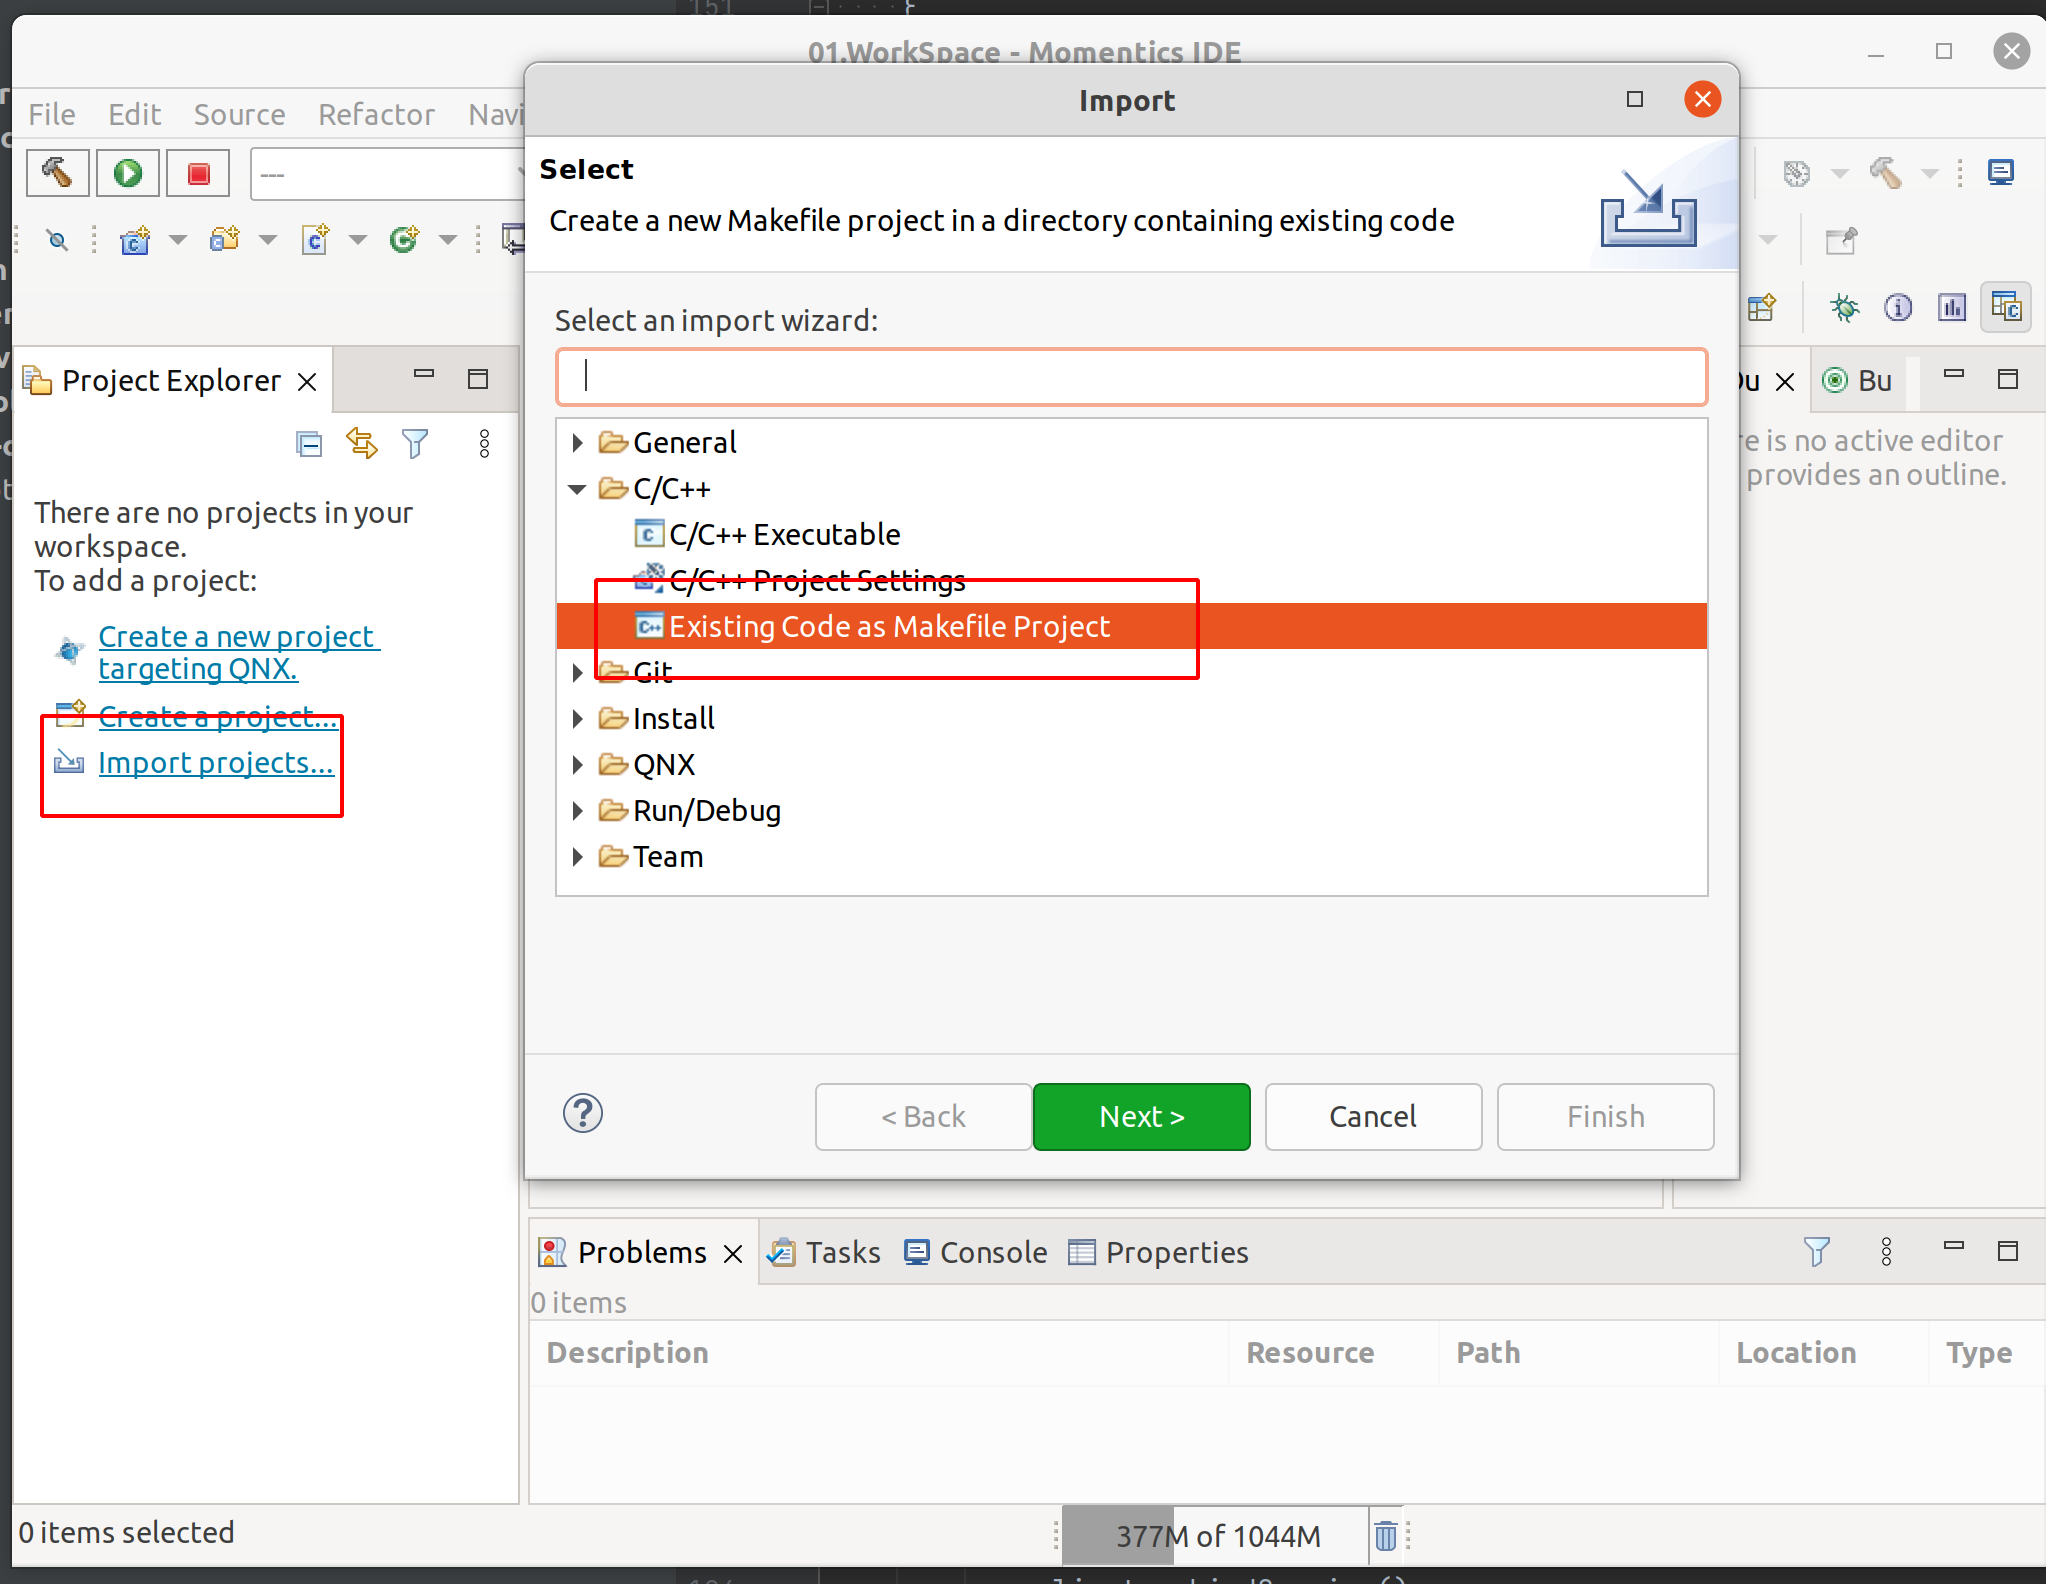 151 }
01.WorkSpace - Momentics IDE
File Edit Source Refactor Navi
---
Import
Select
Create a new Makefile project in a directory containing existing code
Select an import wizard:
General
C/C++
C/C++ Executable
C/C++ Project Settings
Existing Code as Makefile Project
Git
Install
QNX
Run/Debug
Team
< Back Next > Cancel Finish
Project Explorer
There are no projects in your
workspace.
To add a project:
Create a new project
targeting QNX.
Create a project...
Import projects...
Bu
is no active editor
provides an outline.
Problems Tasks Console Properties
0 items
Description Resource Path Location Type
0 items selected
377M of 1044M